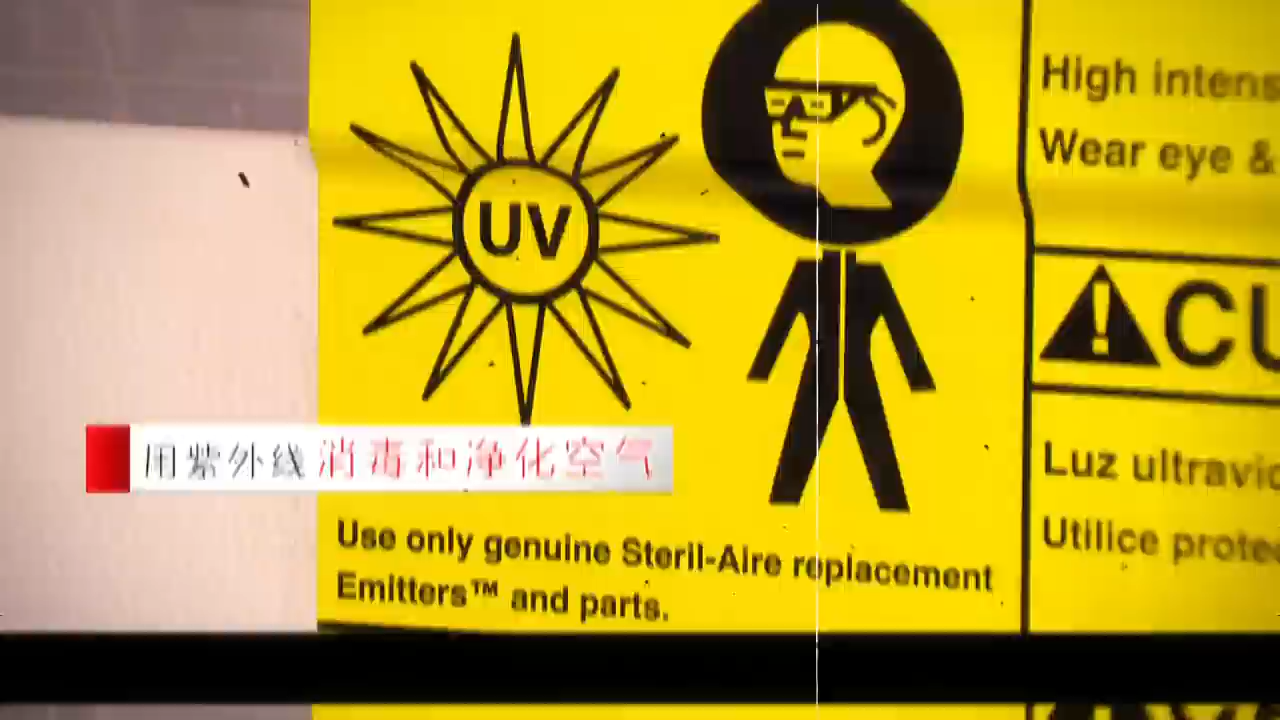 UV
High intens
Wear eye &
CU
Luz ultravio
Utilice protec
用紫外线消毒和净化空气
Use only genuine Steril-Aire replacement
Emitters™ and parts.